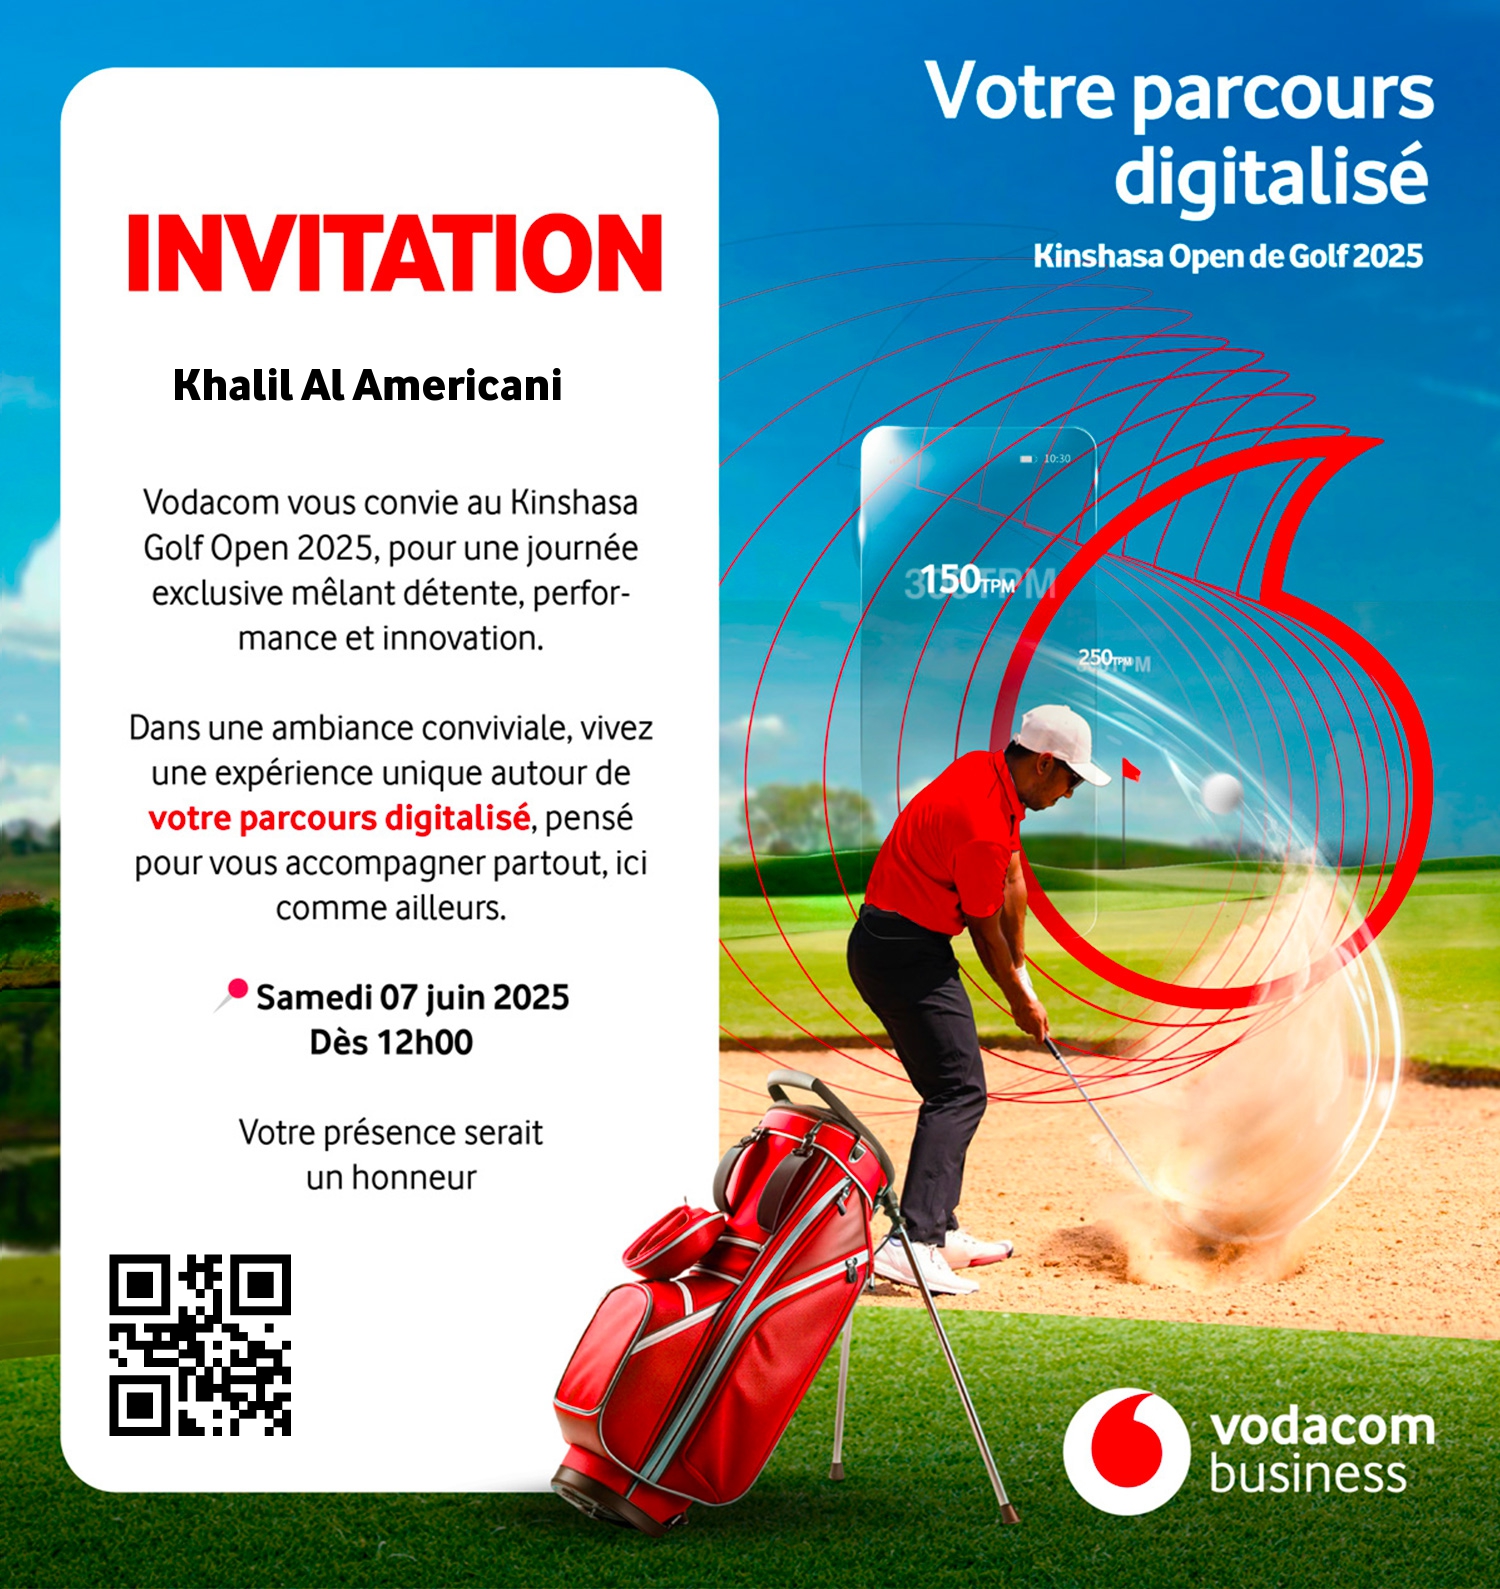 Votre parcours
digitalisé
Kinshasa Open de Golf 2025
INVITATION
Khalil Al Americani
Vodacom vous convie au Kinshasa
Golf Open 2025, pour une journée
exclusive mêlant détente, perfor-
mance et innovation.
Dans une ambiance conviviale, vivez
une expérience unique autour de
votre parcours digitalisé, pensé
pour vous accompagner partout, ici
comme ailleurs.
Samedi 07 juin 2025
Dès 12h00
Votre présence serait
un honneur
10:30
150TPM
250TPM
vodacom
business